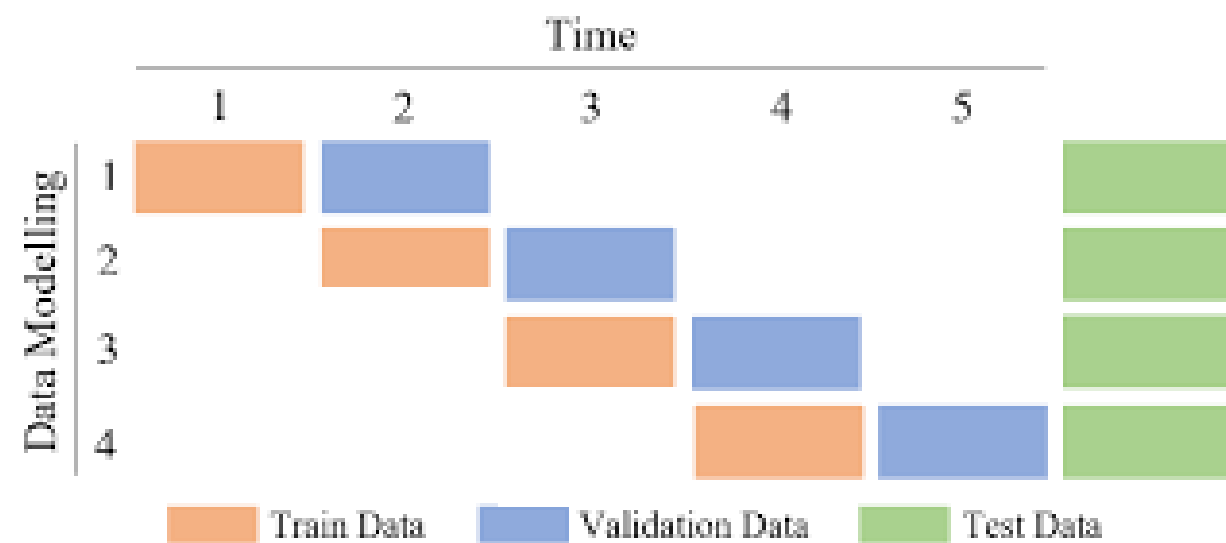 Time
1 2 3 4 5
Data Modelling
1
2
3
4
Train Data Validation Data Test Data